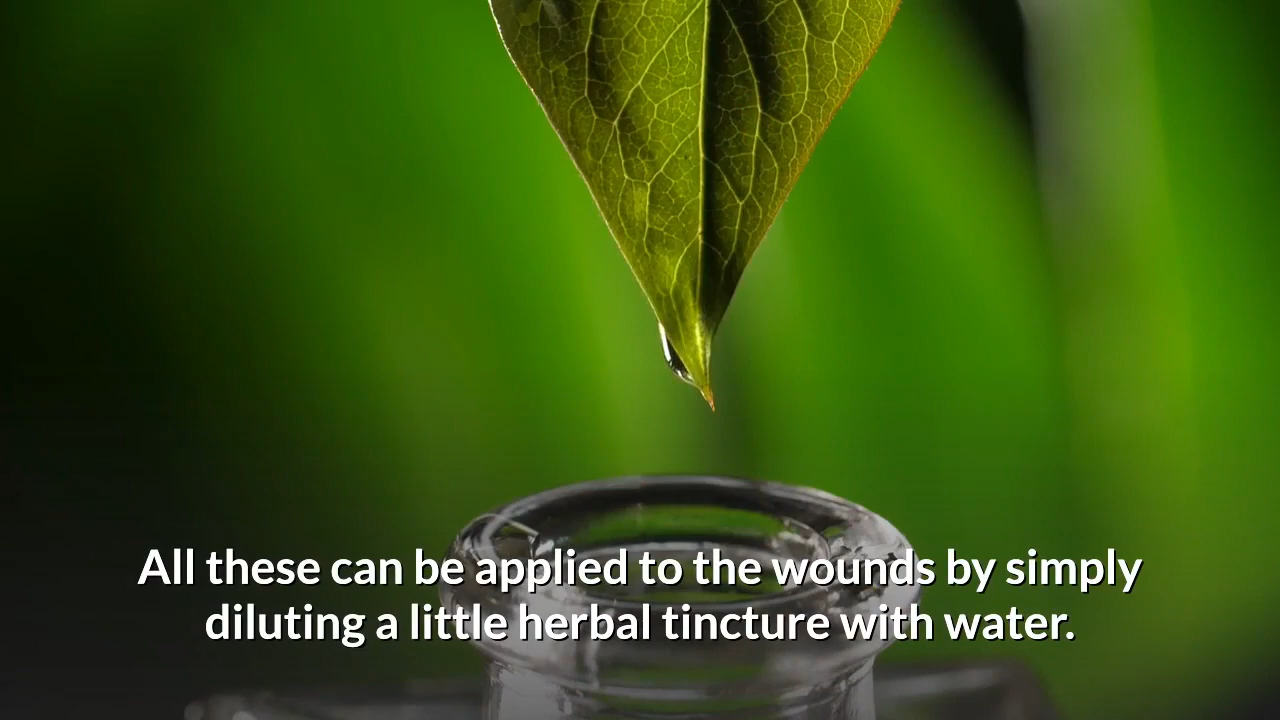 All these can be applied to the wounds by simply
diluting a little herbal tincture with water.